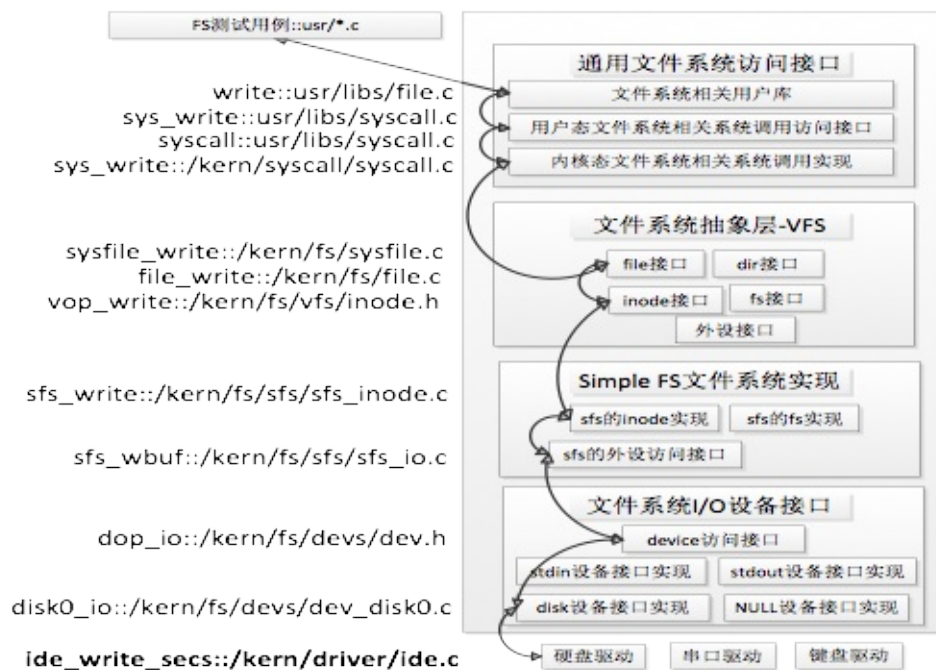 FS测试用例::usr/*.c
通用文件系统访问接口
write::usr/libs/file.c
文件系统相关用户库
sys_write::usr/libs/syscall.c
用户态文件系统相关系统调用访问接口
syscall::usr/libs/syscall.c
sys_write::/kern/syscall/syscall.c
内核态文件系统相关系统调用实现
文件系统抽象层-VFS
sysfile_write::/kern/fs/sysfile.c
file接口
dir接口
file_write::/kern/fs/file.c
vop_write::/kern/fs/vfs/inode.h
inode接口
fs接口
外设接口
Simple FS文件系统实现
sfs_write::/kern/fs/sfs/sfs_inode.c
sfs的inode实现
sfs的fs实现
sfs_wbuf::/kern/fs/sfs/sfs_io.c
sfs的外设访问接口
文件系统I/O设备接口
dop_io::/kern/fs/devs/dev.h
device访问接口
stdin设备接口实现
stdout设备接口实现
disk0_io::/kern/fs/devs/dev_disk0.c
disk设备接口实现
NULL设备接口实现
ide_write_secs::/kern/driver/ide.c
硬盘驱动
串口驱动
键盘驱动